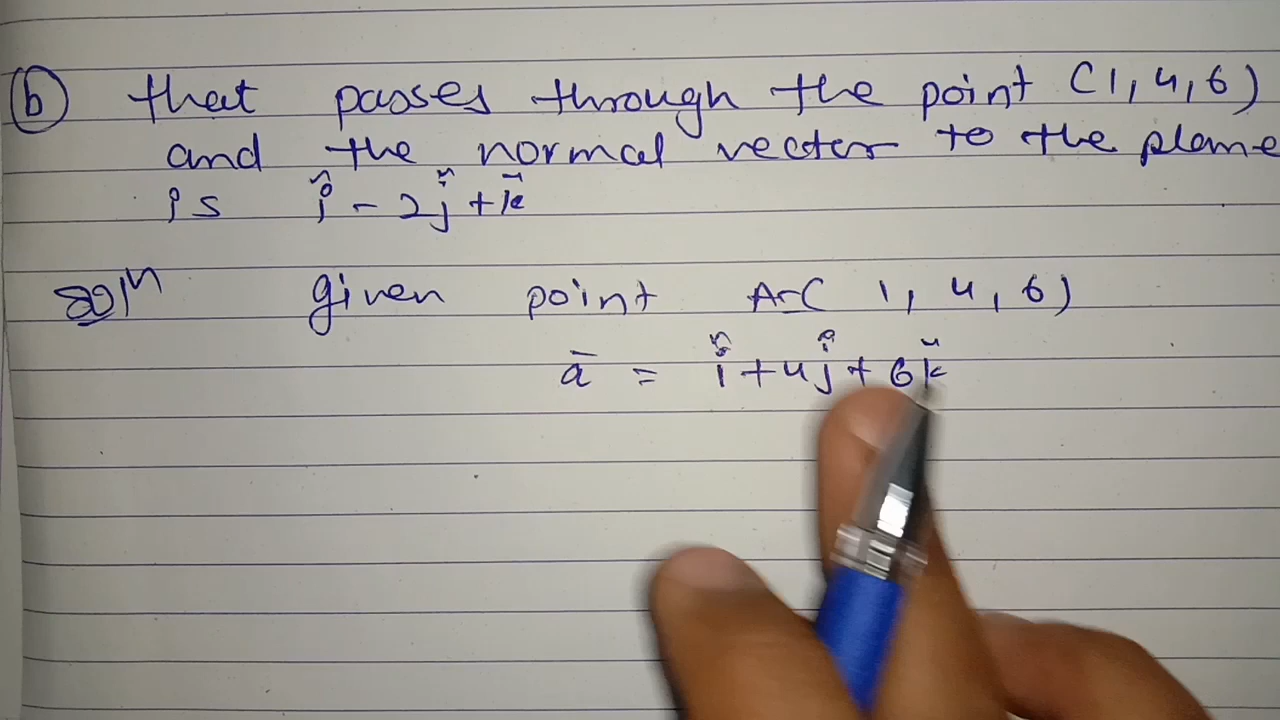 (b) that passes through the point (1, 4, 6)
and the normal vector to the plane
is î - 2ĵ + k̂
Solⁿ given point A = ( 1, 4, 6)
ā = î + 4ĵ + 6k̂